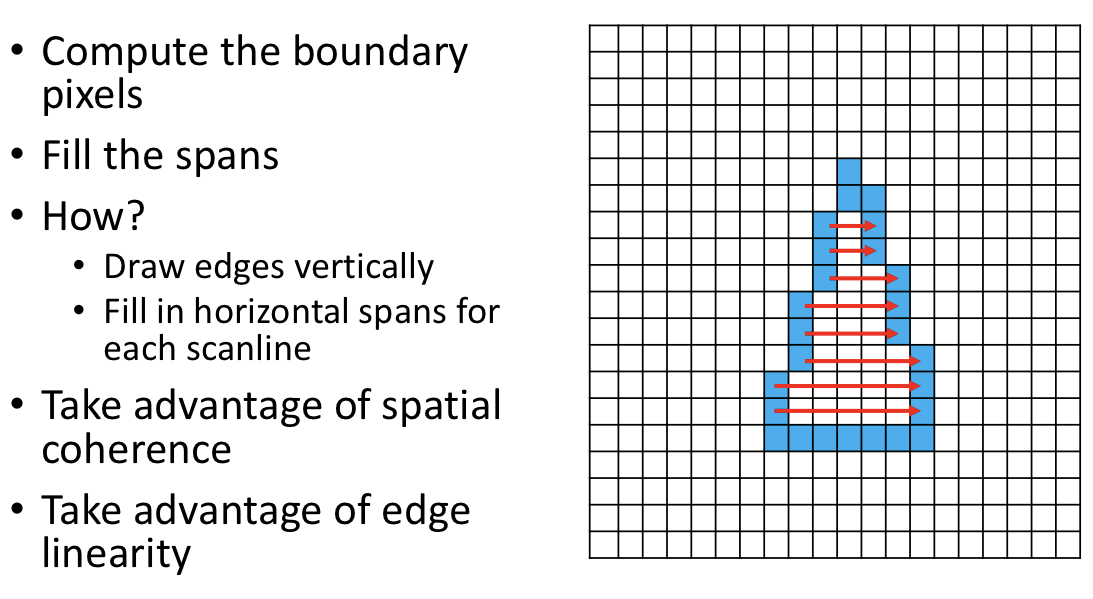 • Compute the boundary
pixels
• Fill the spans
• How?
• Draw edges vertically
• Fill in horizontal spans for
each scanline
• Take advantage of spatial
coherence
• Take advantage of edge
linearity